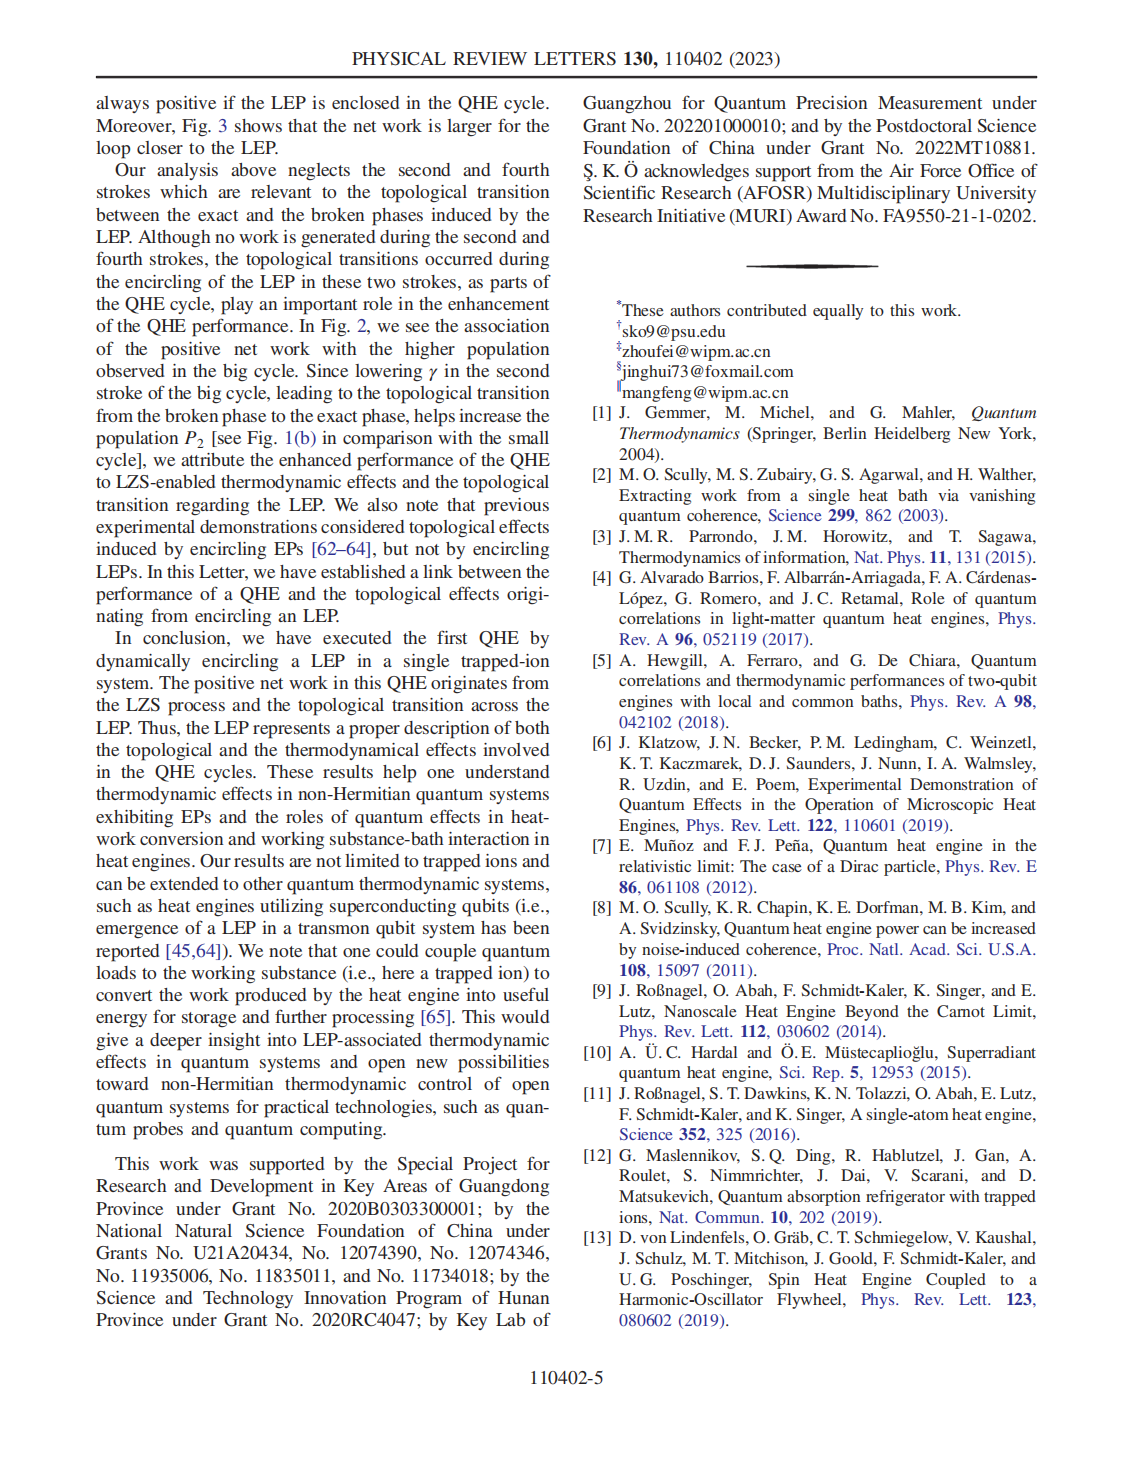 PHYSICAL REVIEW LETTERS 130, 110402 (2023)
always positive if the LEP is enclosed in the QHE cycle.
Moreover, Fig. 3 shows that the net work is larger for the
loop closer to the LEP.
Our analysis above neglects the second and fourth
strokes which are relevant to the topological transition
between the exact and the broken phases induced by the
LEP. Although no work is generated during the second and
fourth strokes, the topological transitions occurred during
the encircling of the LEP in these two strokes, as parts of
the QHE cycle, play an important role in the enhancement
of the QHE performance. In Fig. 2, we see the association
of the positive net work with the higher population
observed in the big cycle. Since lowering γ in the second
stroke of the big cycle, leading to the topological transition
from the broken phase to the exact phase, helps increase the
population P2 [see Fig. 1(b) in comparison with the small
cycle], we attribute the enhanced performance of the QHE
to LZS-enabled thermodynamic effects and the topological
transition regarding the LEP. We also note that previous
experimental demonstrations considered topological effects
induced by encircling EPs [62–64], but not by encircling
LEPs. In this Letter, we have established a link between the
performance of a QHE and the topological effects origi-
nating from encircling an LEP.
In conclusion, we have executed the first QHE by
dynamically encircling a LEP in a single trapped-ion
system. The positive net work in this QHE originates from
the LZS process and the topological transition across the
LEP. Thus, the LEP represents a proper description of both
the topological and the thermodynamical effects involved
in the QHE cycles. These results help one understand
thermodynamic effects in non-Hermitian quantum systems
exhibiting EPs and the roles of quantum effects in heat-
work conversion and working substance-bath interaction in
heat engines. Our results are not limited to trapped ions and
can be extended to other quantum thermodynamic systems,
such as heat engines utilizing superconducting qubits (i.e.,
emergence of a LEP in a transmon qubit system has been
reported [45,64]). We note that one could couple quantum
loads to the working substance (i.e., here a trapped ion) to
convert the work produced by the heat engine into useful
energy for storage and further processing [65]. This would
give a deeper insight into LEP-associated thermodynamic
effects in quantum systems and open new possibilities
toward non-Hermitian thermodynamic control of open
quantum systems for practical technologies, such as quan-
tum probes and quantum computing.
This work was supported by the Special Project for
Research and Development in Key Areas of Guangdong
Province under Grant No. 2020B0303300001; by the
National Natural Science Foundation of China under
Grants No. U21A20434, No. 12074390, No. 12074346,
No. 11935006, No. 11835011, and No. 11734018; by the
Science and Technology Innovation Program of Hunan
Province under Grant No. 2020RC4047; by Key Lab of
Guangzhou for Quantum Precision Measurement under
Grant No. 202201000010; and by the Postdoctoral Science
Foundation of China under Grant No. 2022MT10881.
Ş. K. Ö acknowledges support from the Air Force Office of
Scientific Research (AFOSR) Multidisciplinary University
Research Initiative (MURI) Award No. FA9550-21-1-0202.
*These authors contributed equally to this work.
†sko9@psu.edu
‡zhoufei@wipm.ac.cn
§jinghui73@foxmail.com
∥mangfeng@wipm.ac.cn
[1] J. Gemmer, M. Michel, and G. Mahler, Quantum
Thermodynamics (Springer, Berlin Heidelberg New York,
2004).
[2] M. O. Scully, M. S. Zubairy, G. S. Agarwal, and H. Walther,
Extracting work from a single heat bath via vanishing
quantum coherence, Science 299, 862 (2003).
[3] J. M. R. Parrondo, J. M. Horowitz, and T. Sagawa,
Thermodynamics of information, Nat. Phys. 11, 131 (2015).
[4] G. Alvarado Barrios, F. Albarrán-Arriagada, F. A. Cárdenas-
López, G. Romero, and J. C. Retamal, Role of quantum
correlations in light-matter quantum heat engines, Phys.
Rev. A 96, 052119 (2017).
[5] A. Hewgill, A. Ferraro, and G. De Chiara, Quantum
correlations and thermodynamic performances of two-qubit
engines with local and common baths, Phys. Rev. A 98,
042102 (2018).
[6] J. Klatzow, J. N. Becker, P. M. Ledingham, C. Weinzetl,
K. T. Kaczmarek, D. J. Saunders, J. Nunn, I. A. Walmsley,
R. Uzdin, and E. Poem, Experimental Demonstration of
Quantum Effects in the Operation of Microscopic Heat
Engines, Phys. Rev. Lett. 122, 110601 (2019).
[7] E. Muñoz and F. J. Peña, Quantum heat engine in the
relativistic limit: The case of a Dirac particle, Phys. Rev. E
86, 061108 (2012).
[8] M. O. Scully, K. R. Chapin, K. E. Dorfman, M. B. Kim, and
A. Svidzinsky, Quantum heat engine power can be increased
by noise-induced coherence, Proc. Natl. Acad. Sci. U.S.A.
108, 15097 (2011).
[9] J. Roßnagel, O. Abah, F. Schmidt-Kaler, K. Singer, and E.
Lutz, Nanoscale Heat Engine Beyond the Carnot Limit,
Phys. Rev. Lett. 112, 030602 (2014).
[10] A. Ü. C. Hardal and Ö. E. Müstecaplıoğlu, Superradiant
quantum heat engine, Sci. Rep. 5, 12953 (2015).
[11] J. Roßnagel, S. T. Dawkins, K. N. Tolazzi, O. Abah, E. Lutz,
F. Schmidt-Kaler, and K. Singer, A single-atom heat engine,
Science 352, 325 (2016).
[12] G. Maslennikov, S. Q. Ding, R. Hablutzel, J. Gan, A.
Roulet, S. Nimmrichter, J. Dai, V. Scarani, and D.
Matsukevich, Quantum absorption refrigerator with trapped
ions, Nat. Commun. 10, 202 (2019).
[13] D. von Lindenfels, O. Gräb, C. T. Schmiegelow, V. Kaushal,
J. Schulz, M. T. Mitchison, J. Goold, F. Schmidt-Kaler, and
U. G. Poschinger, Spin Heat Engine Coupled to a
Harmonic-Oscillator Flywheel, Phys. Rev. Lett. 123,
080602 (2019).
110402-5